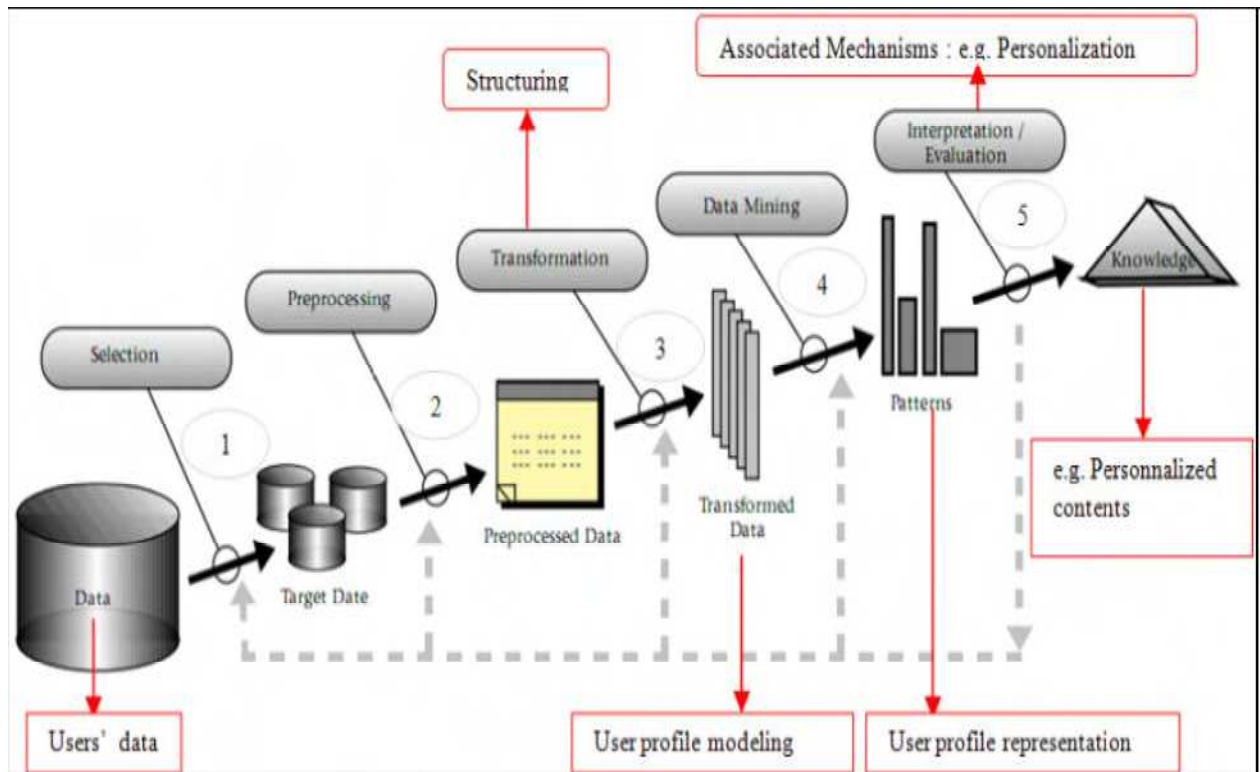 Associated Mechanisms : e.g. Personalization
Structuring
Interpretation /
Evaluation
Data Mining
5
Transformation
Knowledge
4
Preprocessing
3
Selection
2
Patterns
1
e.g. Personnalized
contents
Transformed
Data
Preprocessed Data
Data
Target Date
Users' data
User profile modeling
User profile representation